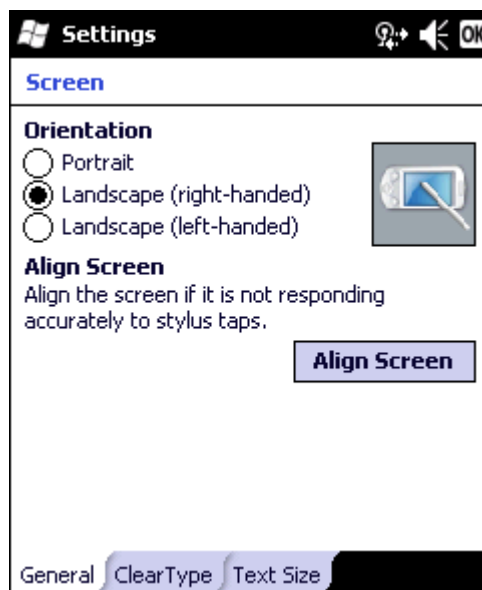 Settings
OK
Screen
Orientation
Portrait
Landscape (right-handed)
Landscape (left-handed)
Align Screen
Align the screen if it is not responding
accurately to stylus taps.
Align Screen
General ClearType Text Size